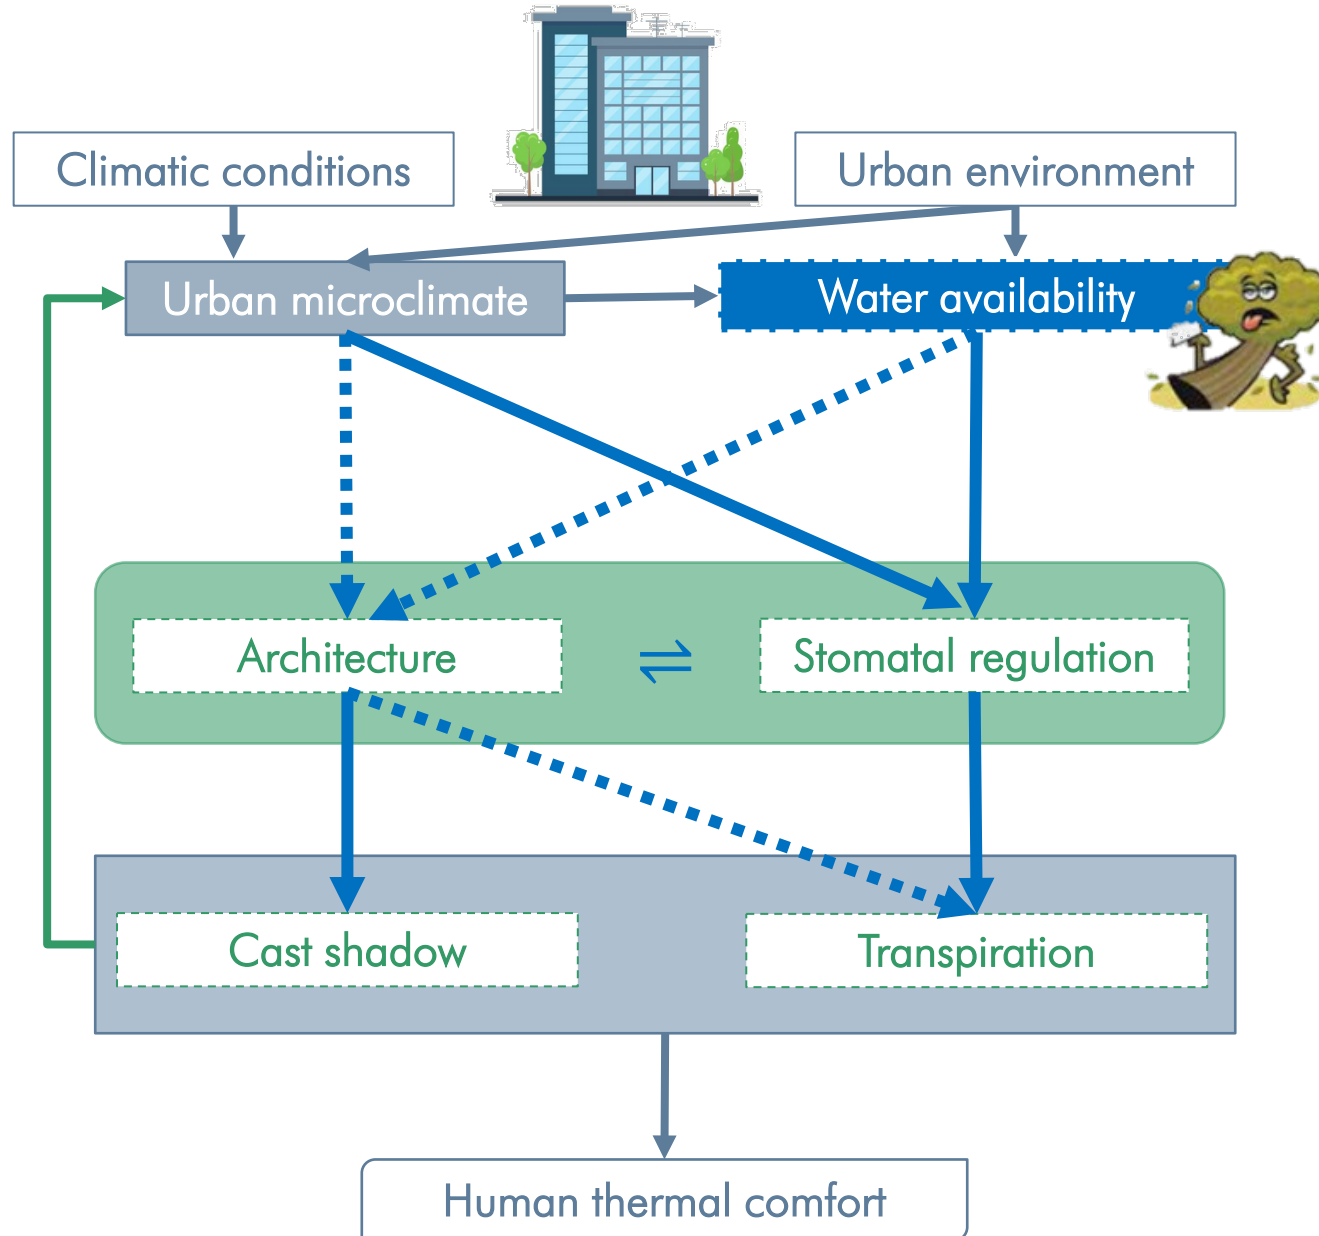 Climatic conditions
Urban environment
Urban microclimate
Water availability
Architecture
⇌
Stomatal regulation
Cast shadow
Transpiration
Human thermal comfort